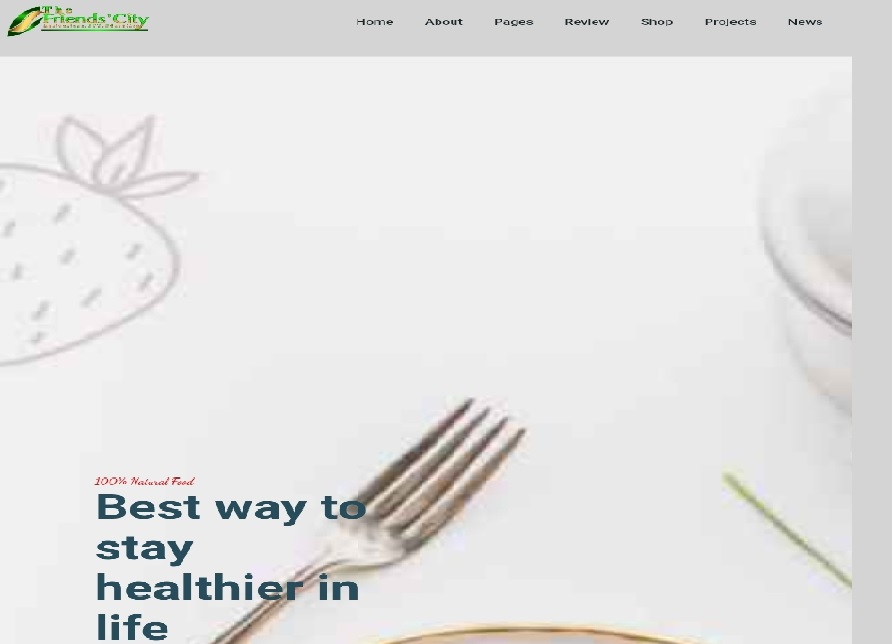 The
Friends'City
Home About Pages Review Shop Projects News
100% Natural Food
Best way to
stay
healthier in
life